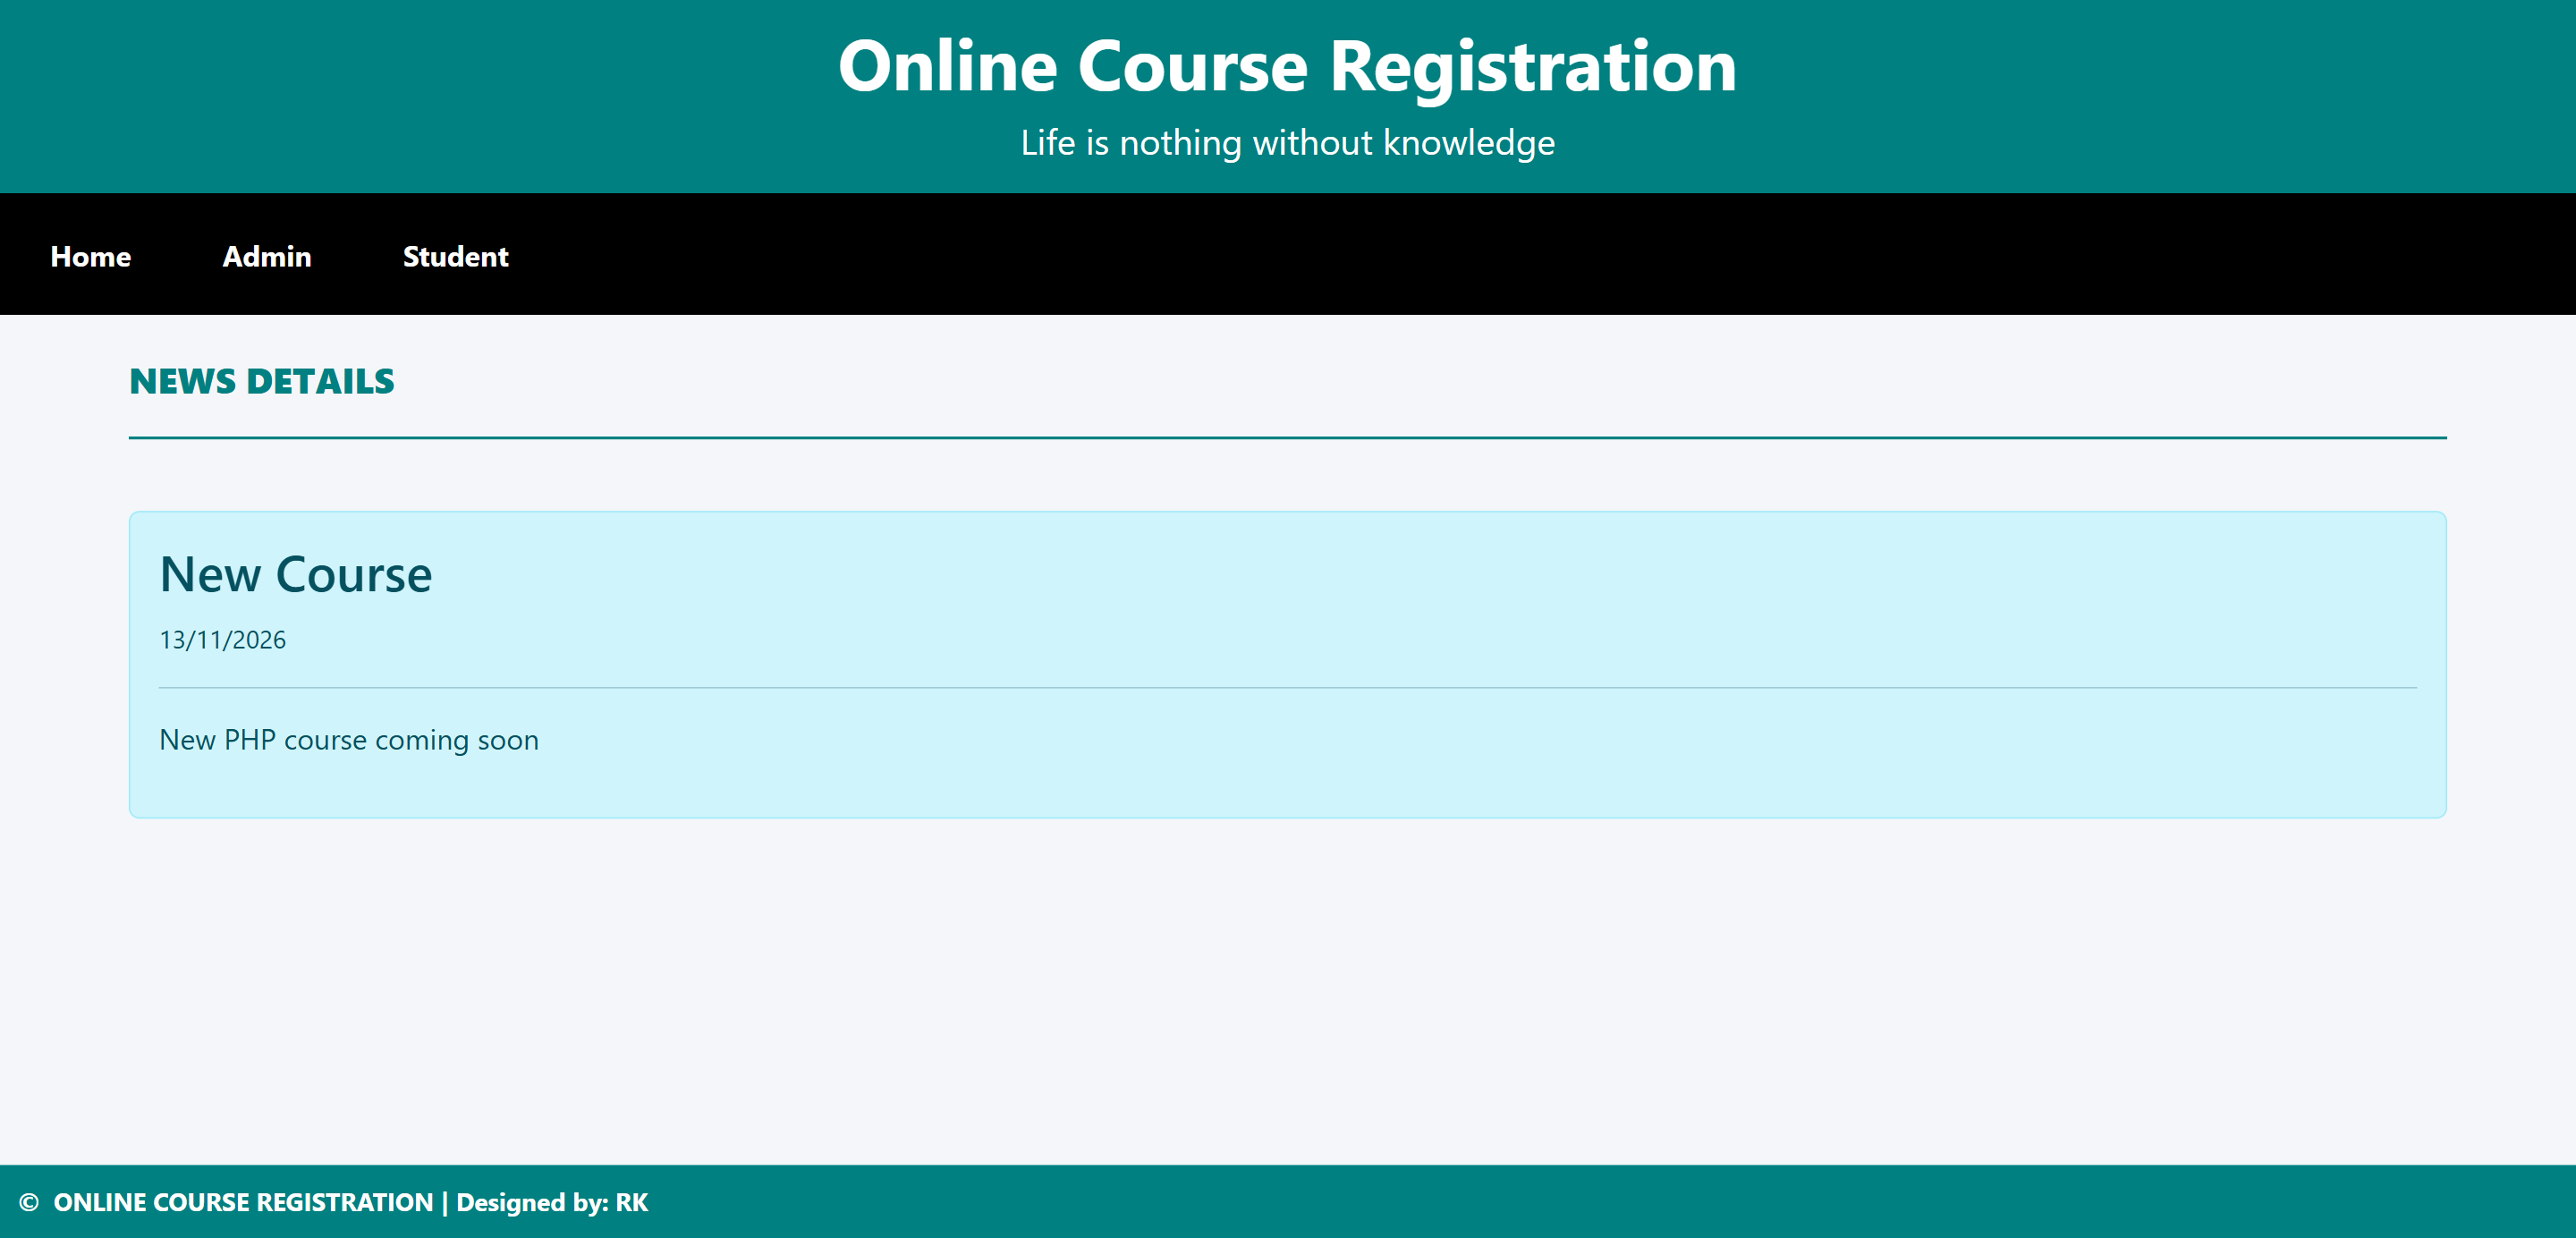 Online Course Registration
Life is nothing without knowledge
Home Admin Student
NEWS DETAILS
New Course
13/11/2026
New PHP course coming soon
© ONLINE COURSE REGISTRATION | Designed by: RK